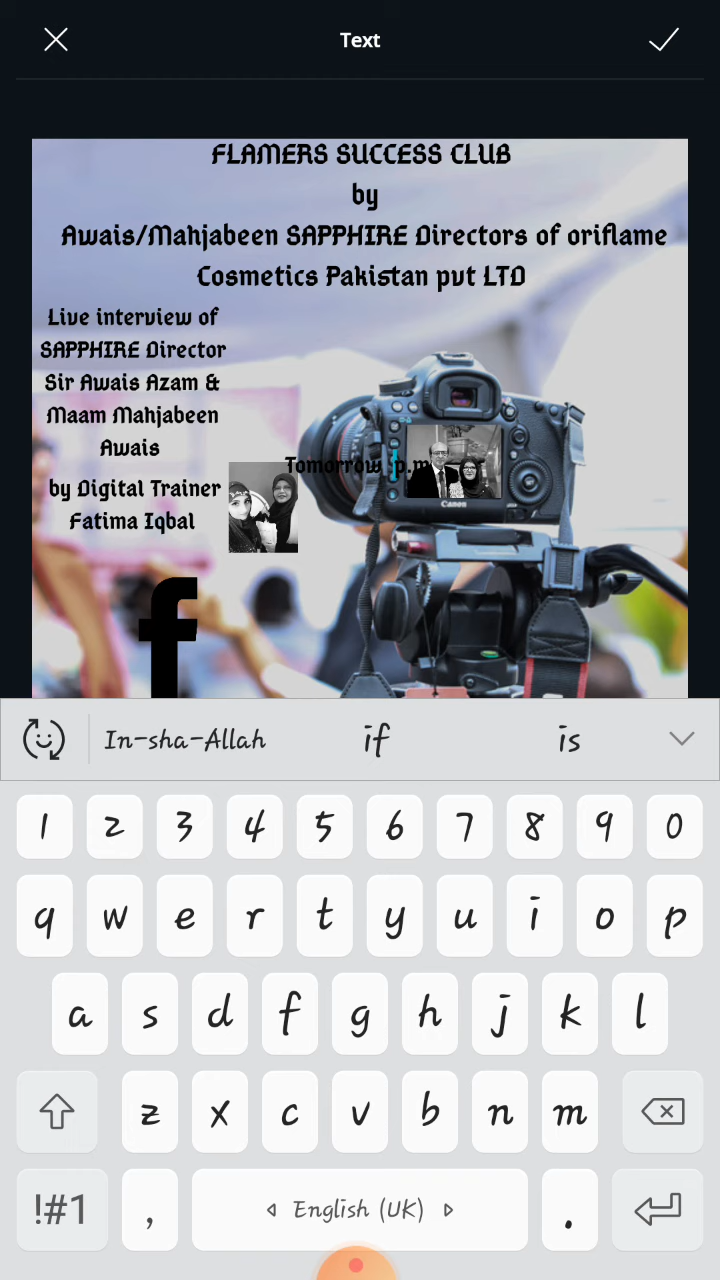 Text
FLAMERS SUCCESS CLUB
by
Awais/Mahjabeen SAPPHIRE Directors of oriflame
Cosmetics Pakistan pvt LTD
Live interview of
SAPPHIRE Director
Sir Awais Azam &
Maam Mahjabeen
Awais
by Digital Trainer
Fatima Iqbal
Tomorrow p.m
Canon
f
In-sha-Allah if is
1 2 3 4 5 6 7 8 9 0
q w e r t y u i o p
a s d f g h j k l
z x c v b n m
!#1 , English (UK) .